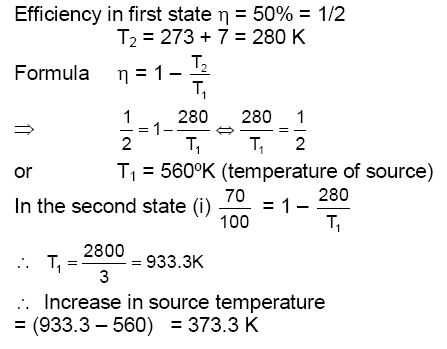 Efficiency in first state η = 50% = 1/2
T₂ = 273 + 7 = 280 K
Formula η = 1 – T₂/T₁
⇒ 1/2 = 1 – 280/T₁ ⇔ 280/T₁ = 1/2
or T₁ = 560ºK (temperature of source)
In the second state (i) 70/100 = 1 – 280/T₁
∴ T₁ = 2800/3 = 933.3K
∴ Increase in source temperature
= (933.3 – 560) = 373.3 K